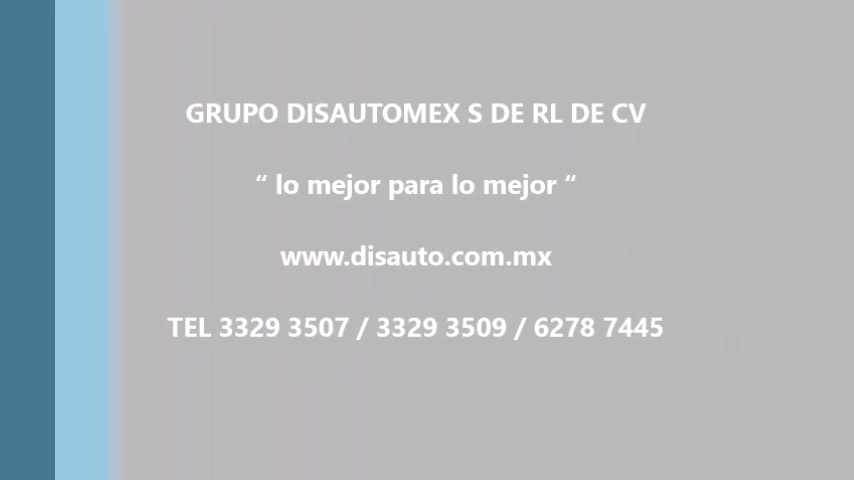 GRUPO DISAUTOMEX S DE RL DE CV
“ lo mejor para lo mejor “
www.disauto.com.mx
TEL 3329 3507 / 3329 3509 / 6278 7445